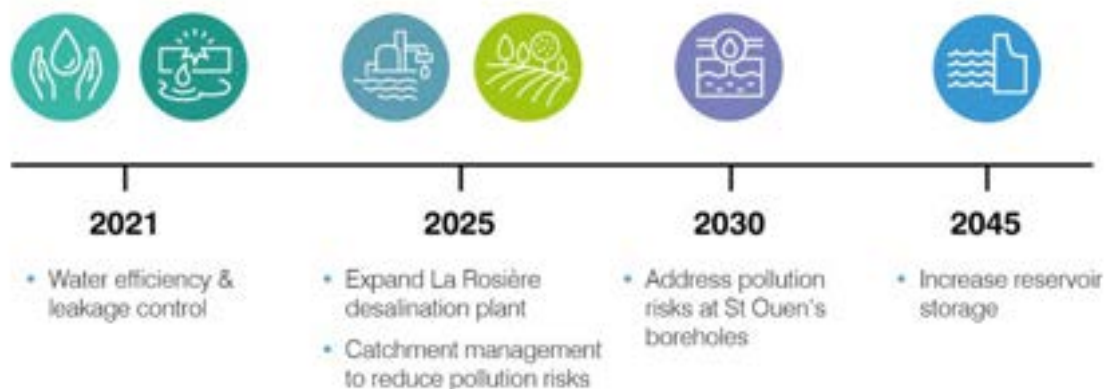 2021
• Water efficiency &
leakage control
2025
• Expand La Rosière
desalination plant
• Catchment management
to reduce pollution risks
2030
• Address pollution
risks at St Ouen's
boreholes
2045
• Increase reservoir
storage